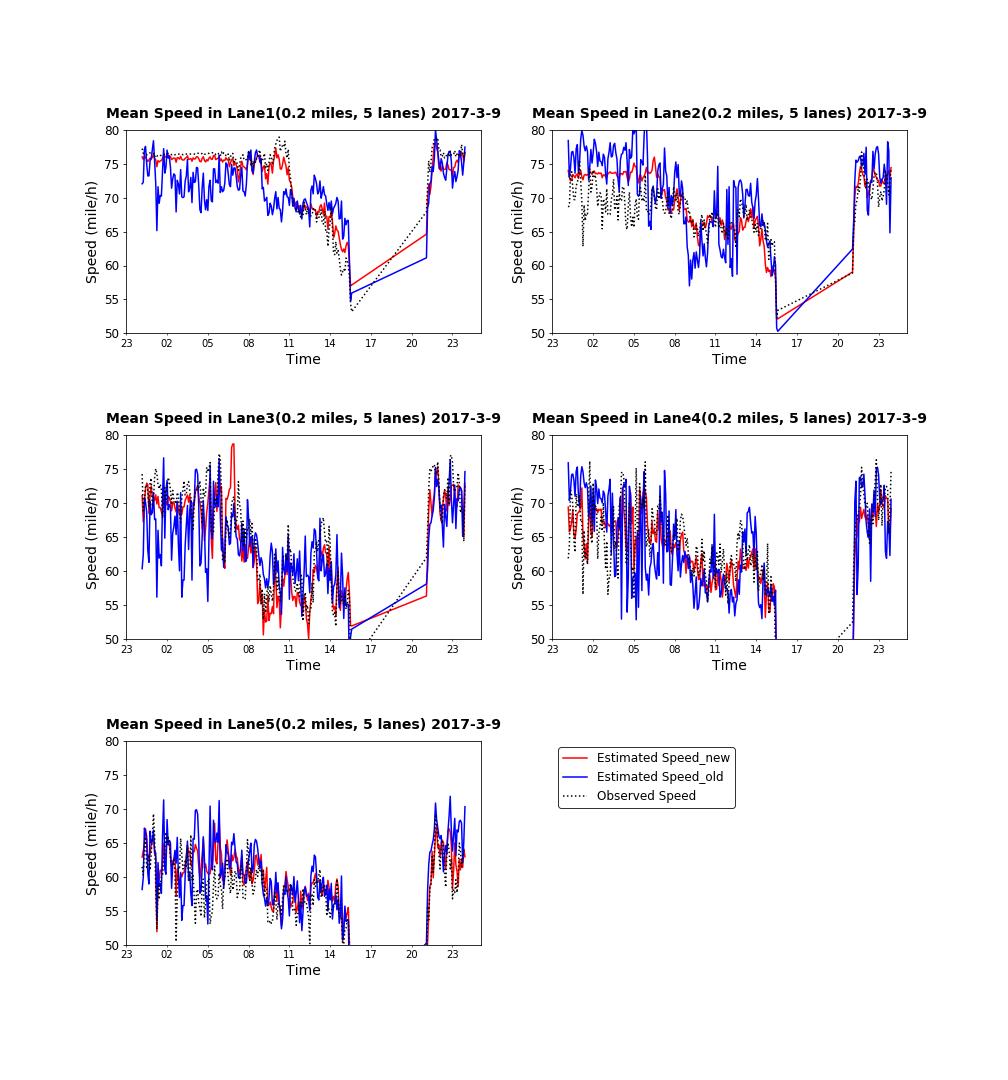 Mean Speed in Lane1(0.2 miles, 5 lanes) 2017-3-9
80
75
70
65
60
55
50
Speed (mile/h)
23 02 05 08 11 14 17 20 23
Time
Mean Speed in Lane2(0.2 miles, 5 lanes) 2017-3-9
80
75
70
65
60
55
50
Speed (mile/h)
23 02 05 08 11 14 17 20 23
Time
Mean Speed in Lane3(0.2 miles, 5 lanes) 2017-3-9
80
75
70
65
60
55
50
Speed (mile/h)
23 02 05 08 11 14 17 20 23
Time
Mean Speed in Lane4(0.2 miles, 5 lanes) 2017-3-9
80
75
70
65
60
55
50
Speed (mile/h)
23 02 05 08 11 14 17 20 23
Time
Mean Speed in Lane5(0.2 miles, 5 lanes) 2017-3-9
80
75
70
65
60
55
50
Speed (mile/h)
23 02 05 08 11 14 17 20 23
Time
Estimated Speed_new
Estimated Speed_old
Observed Speed